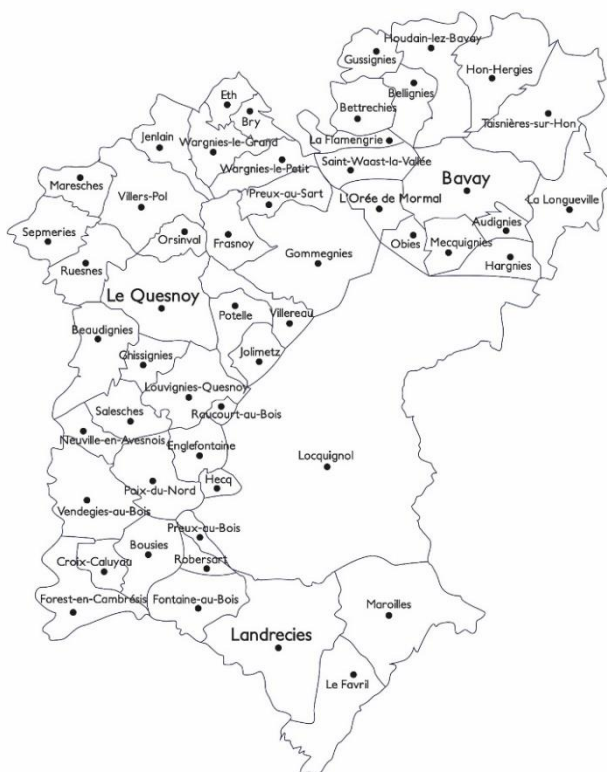 Houdain-lez-Bavay
Gussignies
Hon-Hergies
Bellignies
Eth
Bettrechies
Bry
Taisnières-sur-Hon
Jenlain
Wargnies-le-Grand
La Flamengrie
Wargnies-le-Petit
Saint-Waast-la-Vallée
Maresches
Bavay
Villers-Pol
Preux-au-Sart
L'Orée de Mormal
La Longueville
Audignies
Sepmeries
Orsinval
Frasnoy
Obies
Mecquignies
Gommegnies
Hargnies
Ruesnes
Le Quesnoy
Potelle
Villereau
Beaudignies
Ghissignies
Jolimetz
Louvignies-Quesnoy
Salesches
Raucourt-au-Bois
Neuville-en-Avesnois
Englefontaine
Locquignol
Hecq
Poix-du-Nord
Vendegies-au-Bois
Preux-au-Bois
Bousies
Croix-Caluyau
Robersart
Forest-en-Cambrésis
Fontaine-au-Bois
Maroilles
Landrecies
Le Favril